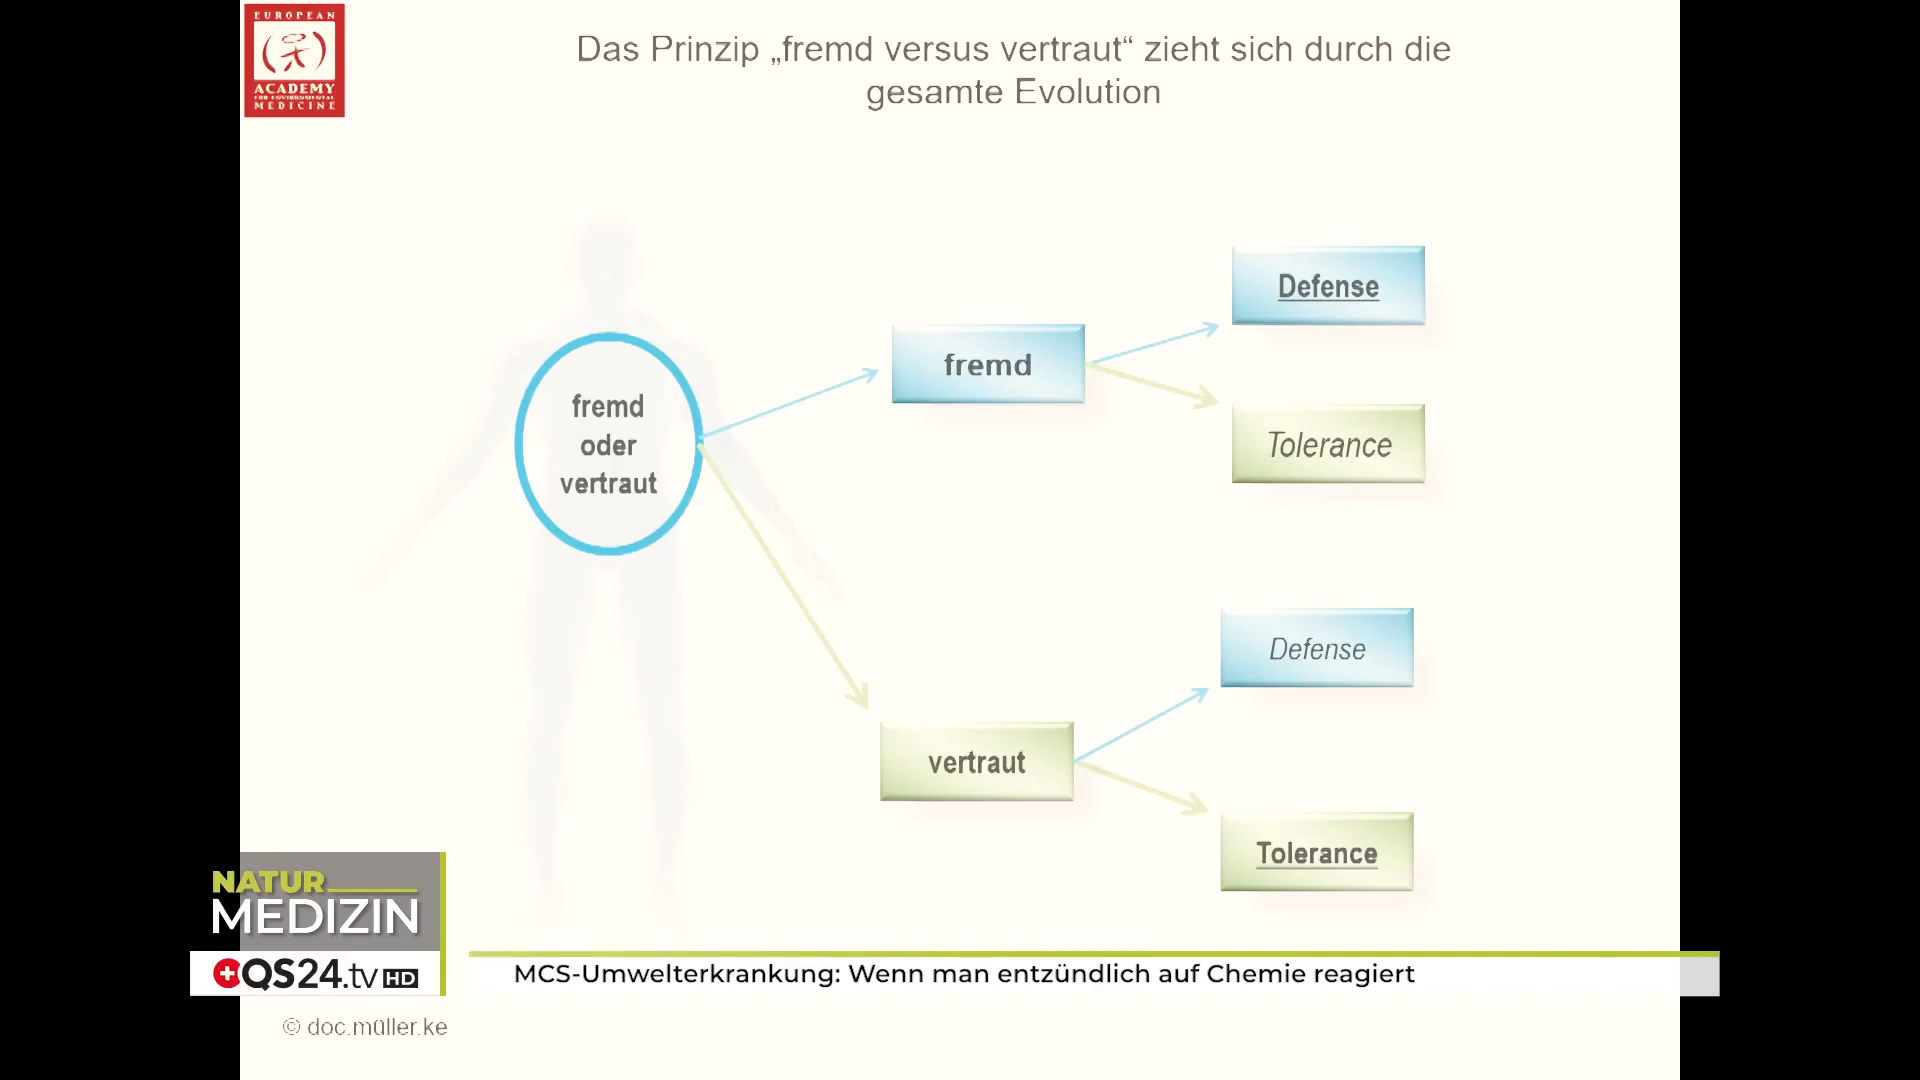 EUROPEAN
ACADEMY
FOR ENVIRONMENTAL
MEDICINE
Das Prinzip „fremd versus vertraut“ zieht sich durch die
gesamte Evolution
fremd
oder
vertraut
fremd
Defense
Tolerance
vertraut
Defense
Tolerance
NATUR
MEDIZIN
QS24.tv HD
MCS-Umwelterkrankung: Wenn man entzündlich auf Chemie reagiert
© doc.müller.ke